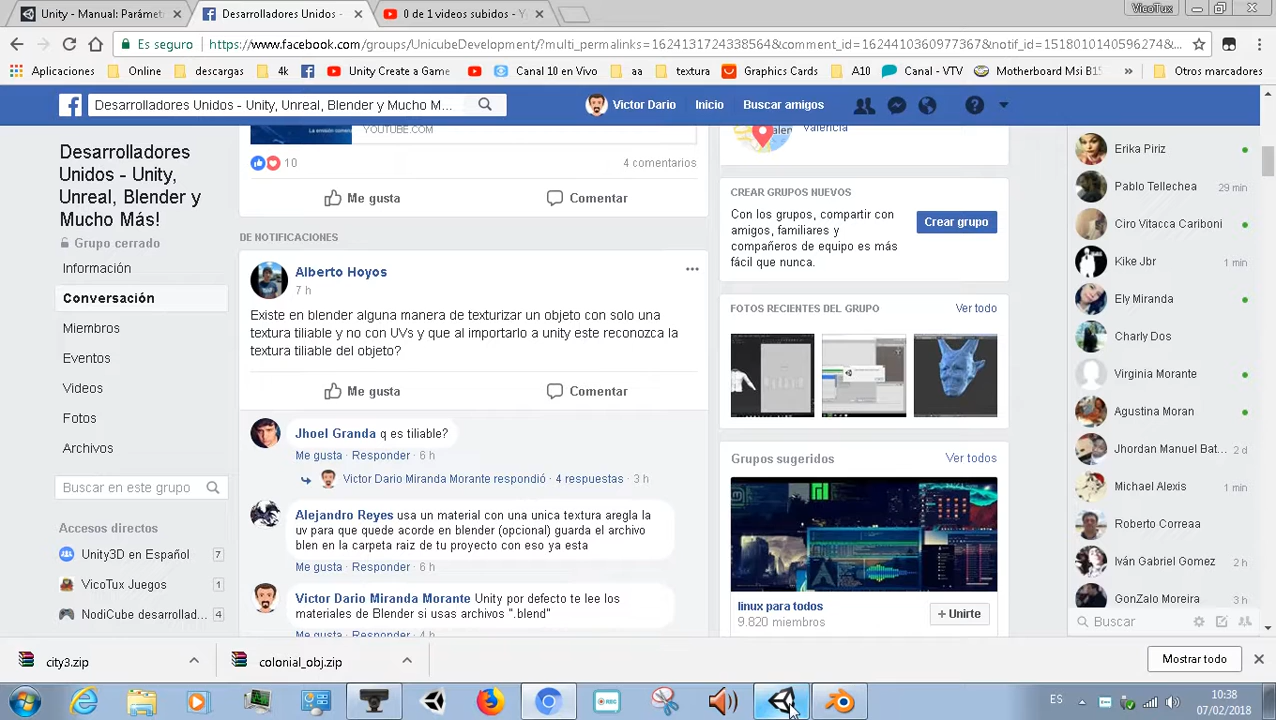 Unity - Manual: Parámet
Desarrolladores Unidos -
0 de 1 videos subidos - Y
VicoTux
Es seguro
https://www.facebook.com/groups/UnicubeDevelopment/?multi_permalinks=1624131724338564&comment_id=1624410360977367&notif_id=1518010140596274&...
Aplicaciones
Online
descargas
4k
Unity Create a Game
Canal 10 en Vivo
aa
textura
Graphics Cards
A10
Canal - VTV
Motherboard Msi B15
»
Otros marcadores
Desarrolladores Unidos - Unity, Unreal, Blender y Mucho M...
Victor Dario
Inicio
Buscar amigos
Desarrolladores
Unidos - Unity,
Unreal, Blender y
Mucho Más!
Grupo cerrado
Información
Conversación
Miembros
Eventos
Videos
Fotos
Archivos
Buscar en este grupo
Accesos directos
Unity3D en Español 7
VicoTux Juegos 1
NodiCube desarrollad... 4
YOUTUBE.COM
10
4 comentarios
Me gusta
Comentar
DE NOTIFICACIONES
Alberto Hoyos
7 h
Existe en blender alguna manera de texturizar un objeto con solo una
textura tiliable y no con UVs y que al importarlo a unity este reconozca la
textura tiliable del objeto?
Me gusta
Comentar
Jhoel Granda q es tiliable?
Me gusta · Responder · 6 h
Victor Dario Miranda Morante respondió · 4 respuestas · 3 h
Alejandro Reyes usa un material con una unica textura aregla la
uv para que quede acorde en blender (opcional) guarda el archivo
bien en la carpeta raiz de tu proyecto con eso ya esta
Me gusta · Responder · 6 h
Victor Dario Miranda Morante Unity por defecto te lee los
materiales de Blender si usas archivos ".blend"
Me gusta · Responder · 4 h
Valencia
CREAR GRUPOS NUEVOS
Con los grupos, compartir con
amigos, familiares y
compañeros de equipo es más
fácil que nunca.
Crear grupo
FOTOS RECIENTES DEL GRUPO
Ver todo
Grupos sugeridos
Ver todos
linux para todos
9.820 miembros
+ Unirte
Erika Piriz
Pablo Tellechea 29 min
Ciro Vitacca Cariboni
Kike Jbr 1 min
Ely Miranda
Charly Dos
Virginia Morante
Agustina Moran
Jhordan Manuel Bat... 2 d
Michael Alois 1 min
Roberto Correaa
Ivan Gabriel Gomez 2 h
GonZalo Moreira 3 h
Buscar
city3.zip
colonial_obj.zip
Mostrar todo
ES
10:38
07/02/2018